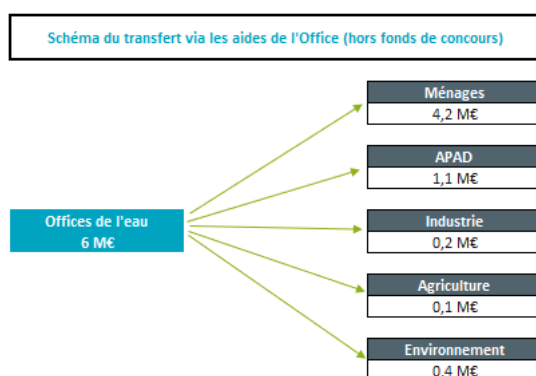 Schéma du transfert via les aides de l'Office (hors fonds de concours)
Ménages
4,2 M€
APAD
1,1 M€
Offices de l'eau
6 M€
Industrie
0,2 M€
Agriculture
0,1 M€
Environnement
0,4 M€